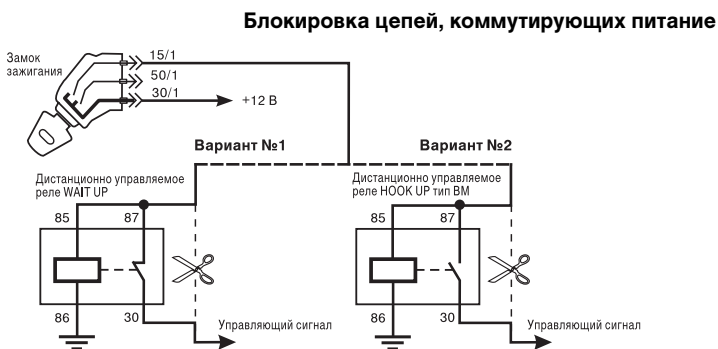 Блокировка цепей, коммутирующих питание
Замок
зажигания
15/1
50/1
30/1
+12 В
Вариант №1
Вариант №2
Дистанционно управляемое
реле WAIT UP
Дистанционно управляемое
реле HOOK UP тип ВМ
85
87
85
87
86
30
Управляющий сигнал
86
30
Управляющий сигнал